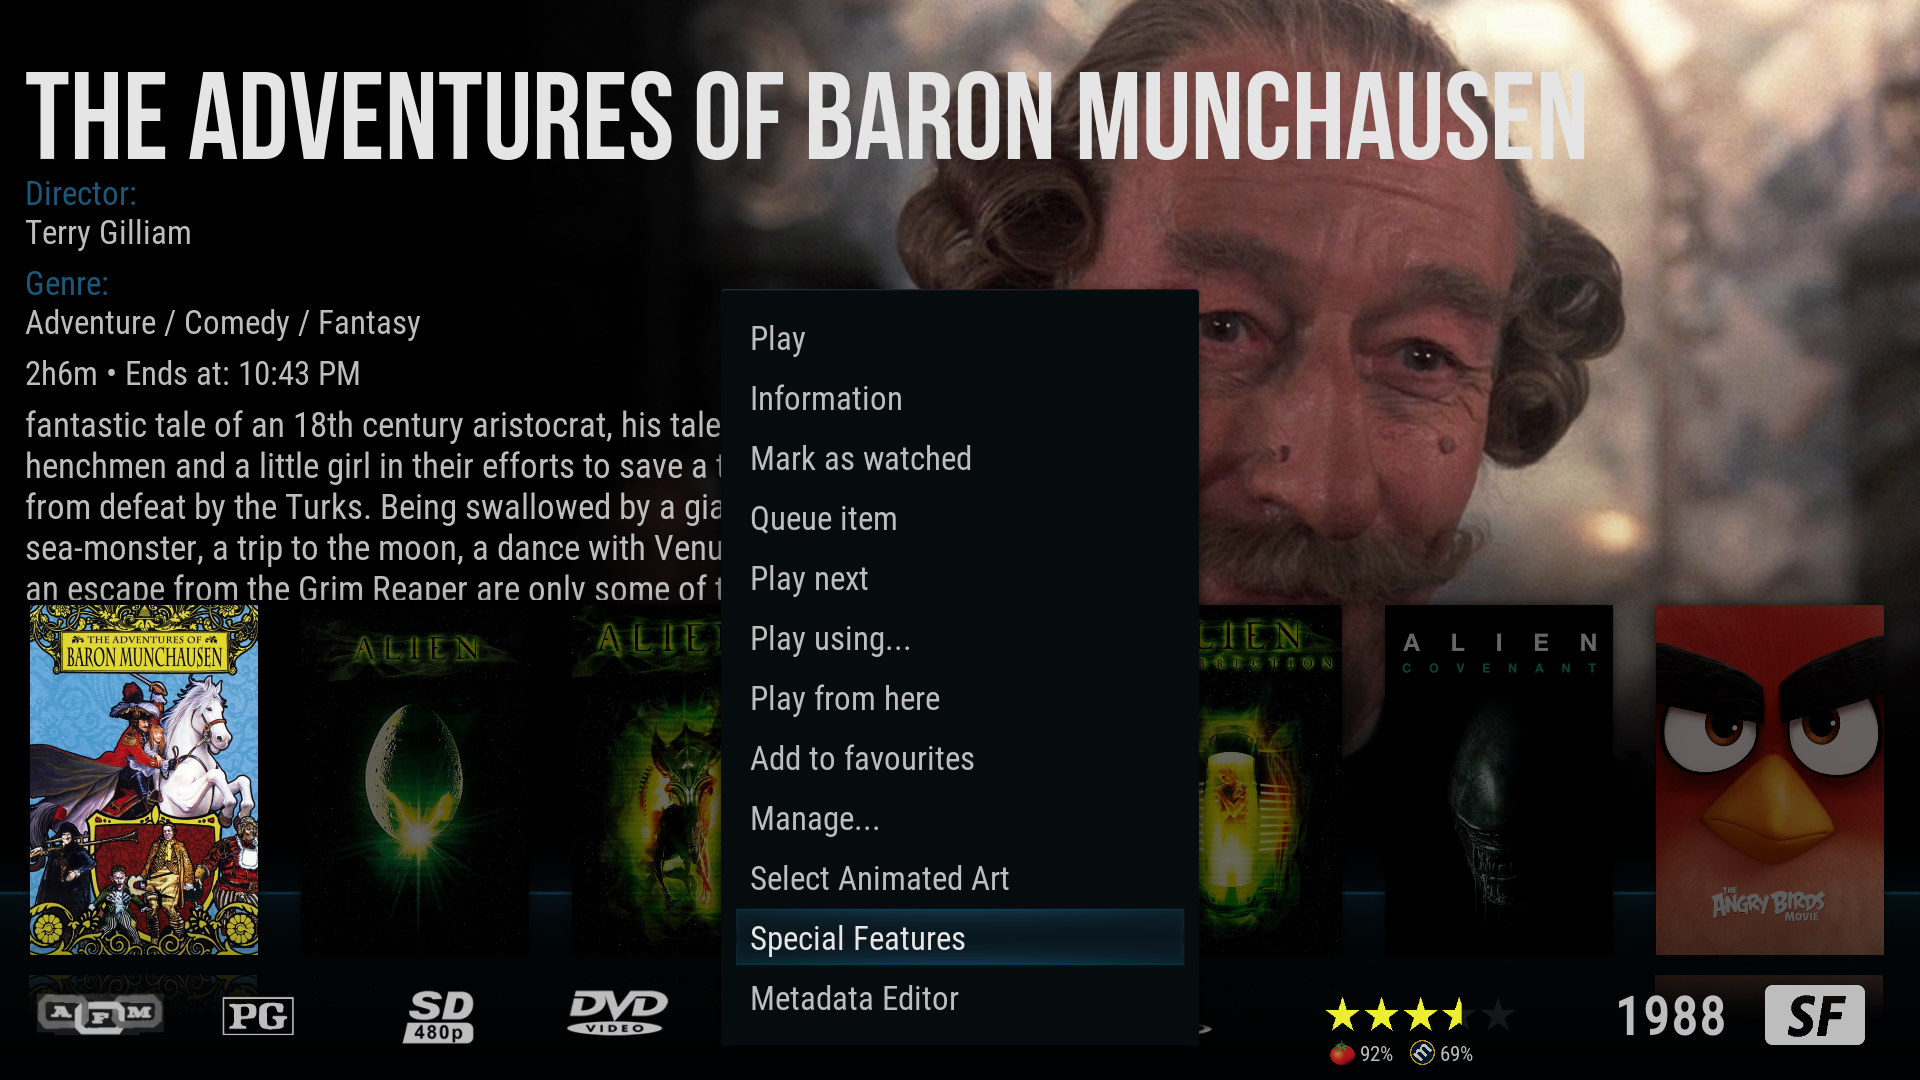 THE ADVENTURES OF BARON MUNCHAUSEN
Director:
Terry Gilliam
Genre:
Adventure / Comedy / Fantasy
2h6m • Ends at: 10:43 PM
fantastic tale of an 18th century aristocrat, his tale
henchmen and a little girl in their efforts to save a
from defeat by the Turks. Being swallowed by a
sea-monster, a trip to the moon, a dance with
an escape from the Grim Reaper are only some of
Play
Information
Mark as watched
Queue item
Play next
Play using...
Play from here
Add to favourites
Manage...
Select Animated Art
Special Features
Metadata Editor
THE ADVENTURES OF
BARON MUNCHAUSEN
ALIEN
ALIEN
COVENANT
THE
ANGRY BIRDS
MOVIE
AFM
PG
SD
480p
DVD
VIDEO
92%
m
69%
1988
SF